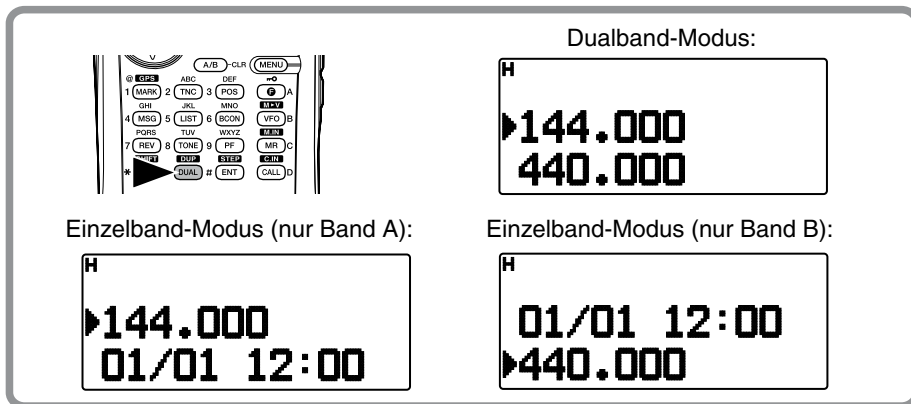 Dualband-Modus:
A/B CLR MENU
@ GPS ABC DEF
1 MARK 2 TNC 3 POS F A
GHI JKL MNO M▶V
4 MSG 5 LIST 6 BCON VFO B
PQRS TUV WXYZ M.IN
7 REV 8 TONE 9 PF MR C
SHIFT DUP STEP C.IN
* DUAL # ENT CALL D
H
▶144.000
440.000
Einzelband-Modus (nur Band A):
H
▶144.000
01/01 12:00
Einzelband-Modus (nur Band B):
H
01/01 12:00
▶440.000